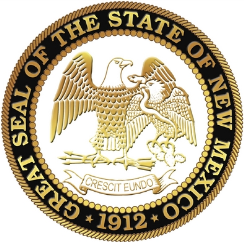 GREAT SEAL OF THE STATE OF NEW MEXICO
CRESCIT EUNDO
1912